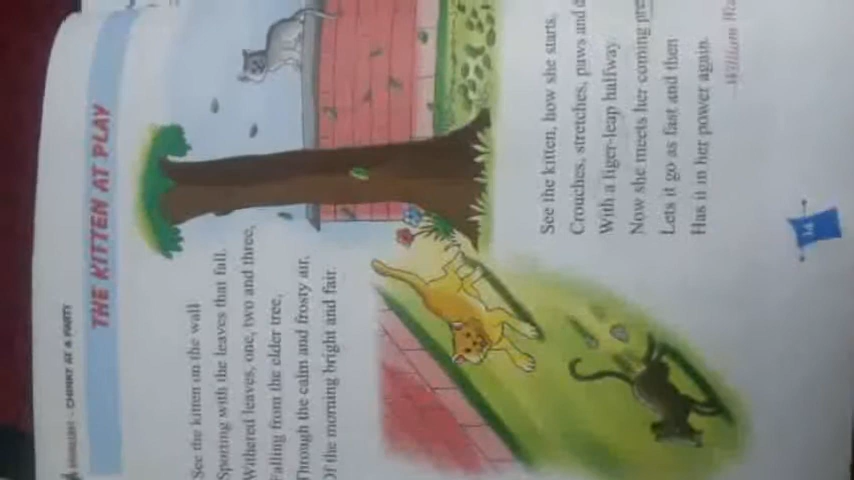 CHUNKY AT A PARTY
THE KITTEN AT PLAY
See the kitten on the wall
Sporting with the leaves that fall.
Withered leaves, one, two and three,
Falling from the elder tree,
Through the calm and frosty air,
Of the morning bright and fair.
See the kitten, how she starts,
Crouches, stretches, paws and
With a tiger-leap halfway
Now she meets her coming
Lets it go as fast and then
Has it in her power again.
William
14